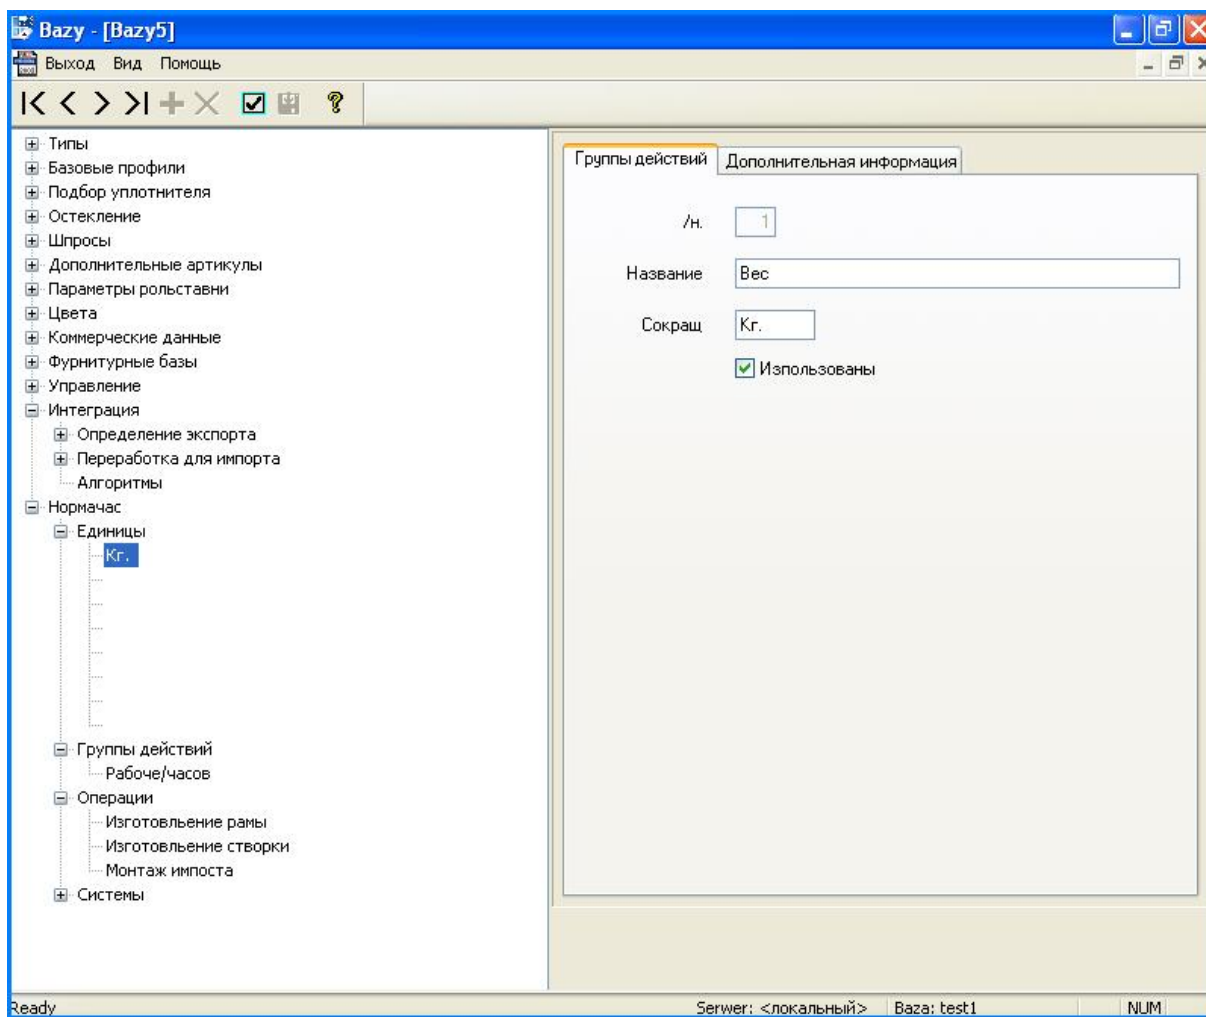 Bazy - [Bazy5]
Выход Вид Помощь
Типы
Базовые профили
Подбор уплотнителя
Остекление
Шпросы
Дополнительные артикулы
Параметры рольставни
Цвета
Коммерческие данные
Фурнитурные базы
Управление
Интеграция
Определение экспорта
Переработка для импорта
Алгоритмы
Нормачас
Единицы
Кг.
Группы действий
Рабоче/часов
Операции
Изготовльение рамы
Изготовльение створки
Монтаж импоста
Системы
Группы действий Дополнительная информация
/н. 1
Название Вес
Сокращ Кг.
Изпользованы
Ready Serwer: <локальный> Baza: test1 NUM